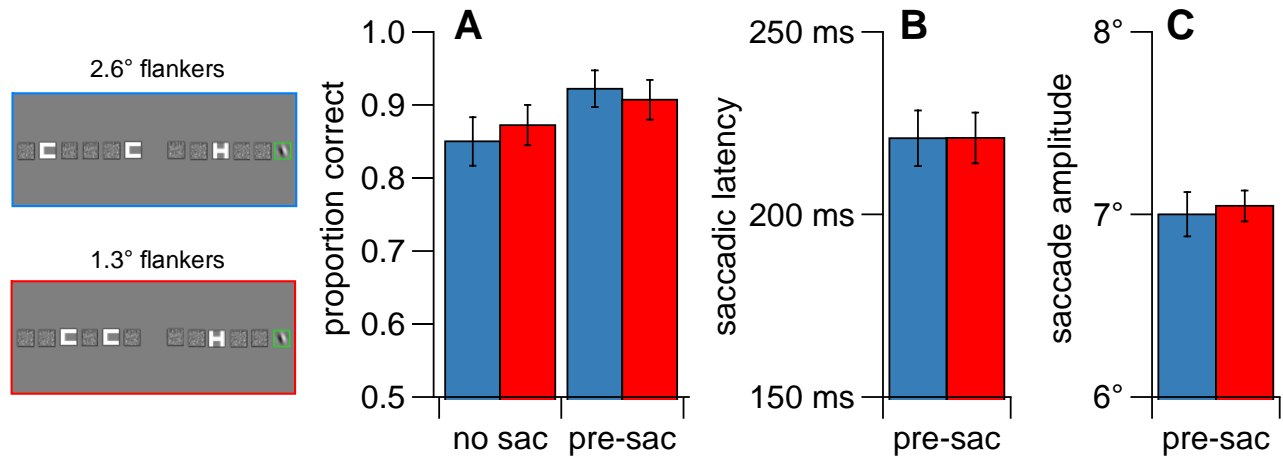 2.6° flankers
C C H
1.3° flankers
C C H
A
proportion correct
1.0
0.9
0.8
0.7
0.6
0.5
no sac pre-sac
B
saccadic latency
250 ms
200 ms
150 ms
pre-sac
C
saccade amplitude
8°
7°
6°
pre-sac